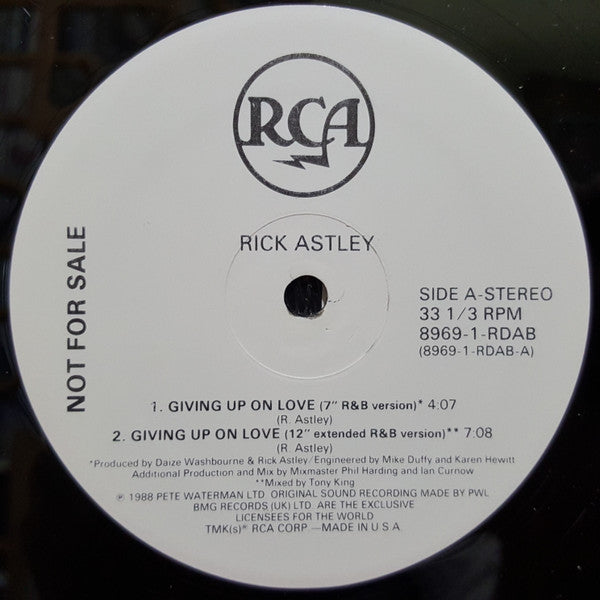 RCA
RICK ASTLEY
NOT FOR SALE
SIDE A-STEREO
33 1/3 RPM
8969-1-RDAB
(8969-1-RDAB-A)
1. GIVING UP ON LOVE (7" R&B version)* 4:07
(R. Astley)
2. GIVING UP ON LOVE (12" extended R&B version)** 7:08
(R. Astley)
*Produced by Daize Washbourne & Rick Astley/Engineered by Mike Duffy and Karen Hewitt
Additional Production and Mix by Mixmaster Phil Harding and Ian Curnow
**Mixed by Tony King
℗ 1988 PETE WATERMAN LTD. ORIGINAL SOUND RECORDING MADE BY PWL
BMG RECORDS (UK) LTD. ARE THE EXCLUSIVE
LICENSEES FOR THE WORLD
TMK(s)® RCA CORP.—MADE IN U.S.A.